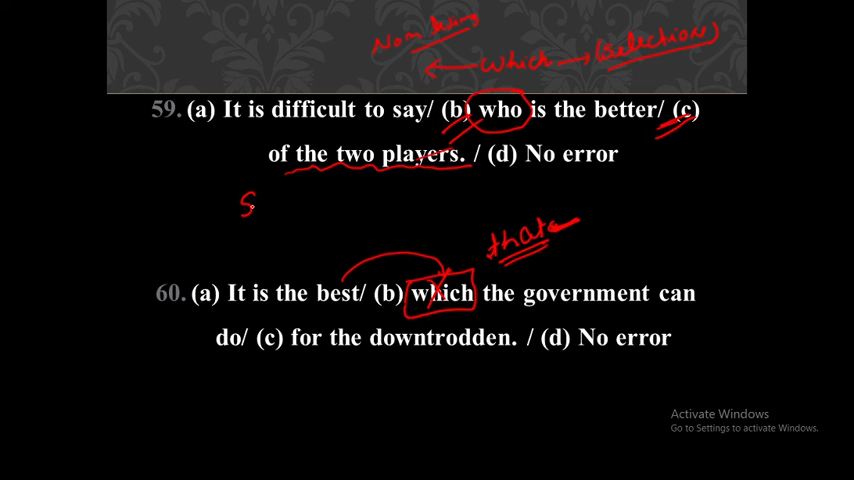 Non living
← which → (selection)
59. (a) It is difficult to say/ (b) who is the better/ (c)
of the two players. / (d) No error
S
that
60. (a) It is the best/ (b) which the government can
do/ (c) for the downtrodden. / (d) No error
Activate Windows
Go to Settings to activate Windows.